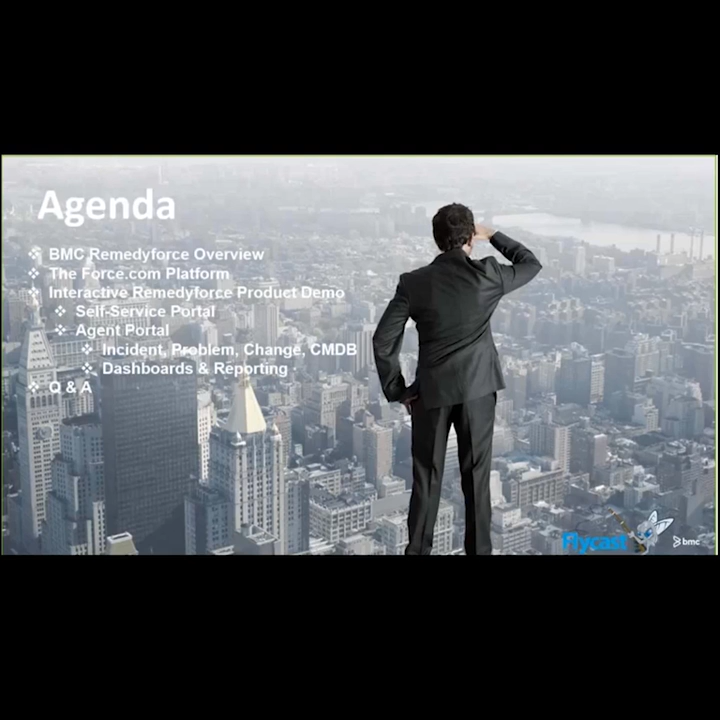 Agenda
❖ BMC Remedyforce Overview
❖ The Force.com Platform
❖ Interactive Remedyforce Product Demo
❖ Self-Service Portal
❖ Agent Portal
❖ Incident, Problem, Change, CMDB
❖ Dashboards & Reporting
❖ Q & A
Flycast
bmc